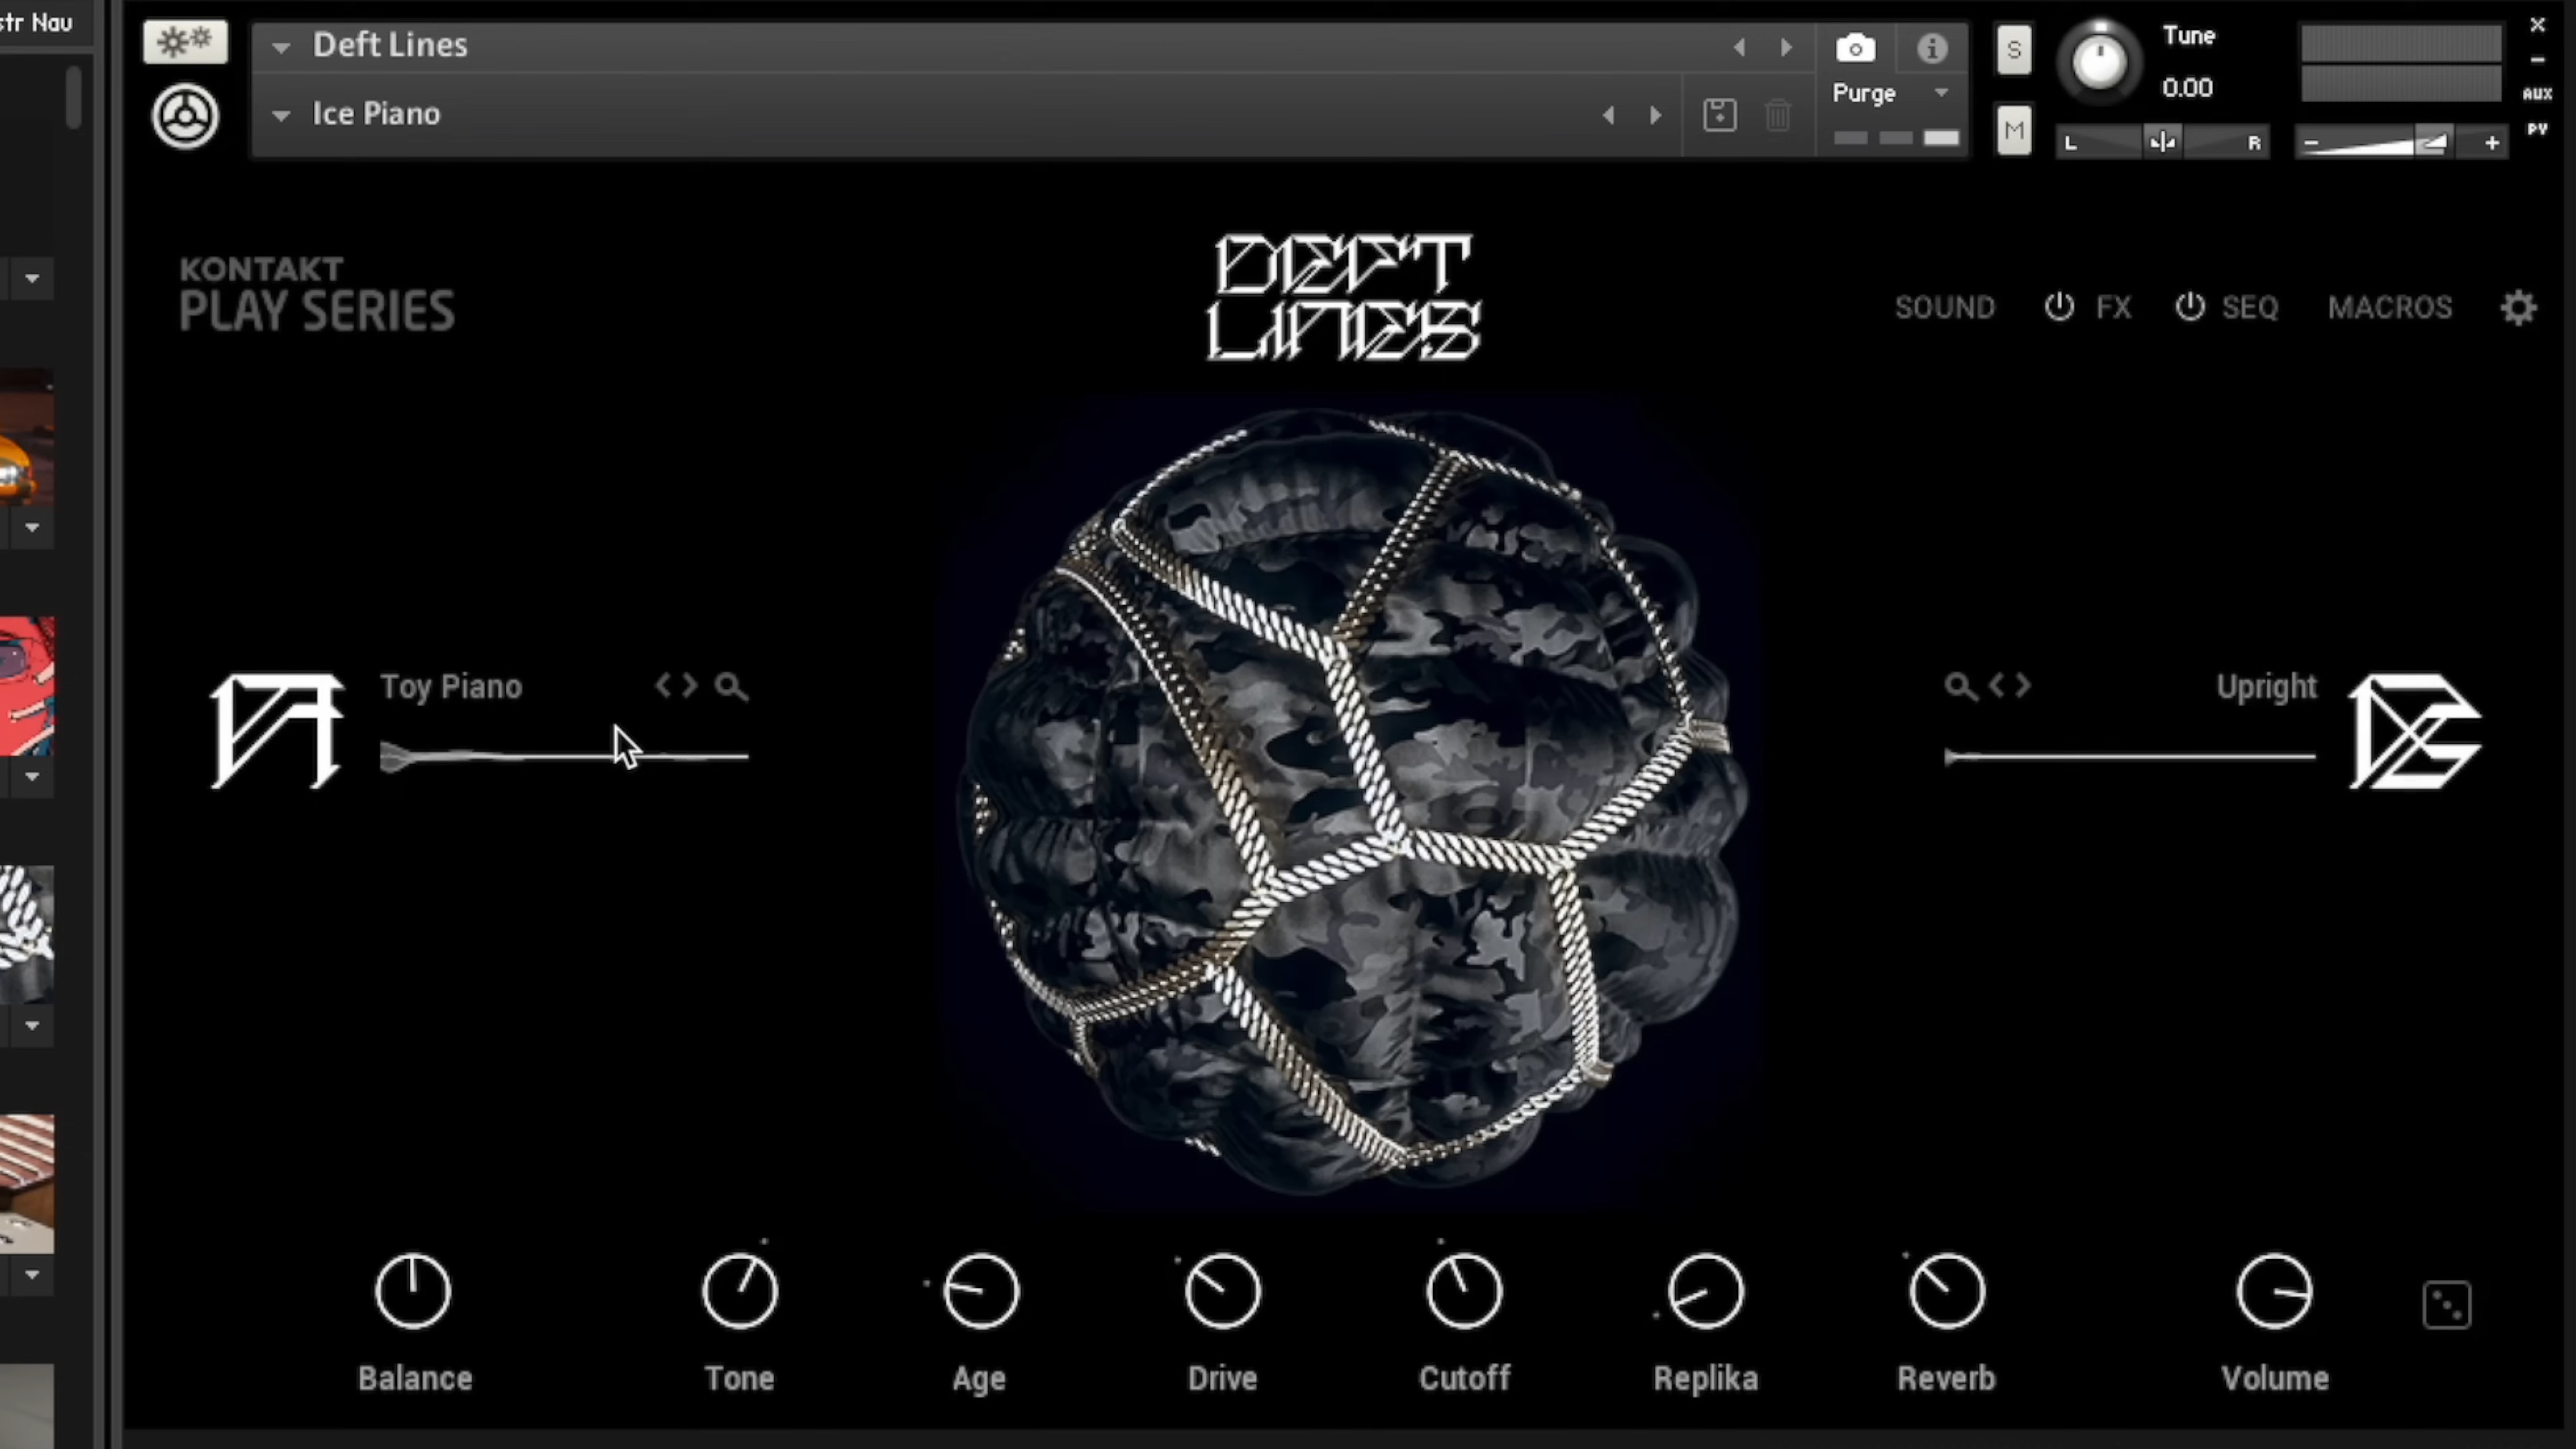 str Nav
Deft Lines
Ice Piano
Purge
S
M
Tune
0.00
L R
- +
AUX
PV
KONTAKT
PLAY SERIES
DEFT
LINES
SOUND FX SEQ MACROS
Toy Piano
Upright
Balance Tone Age Drive Cutoff Replika Reverb Volume